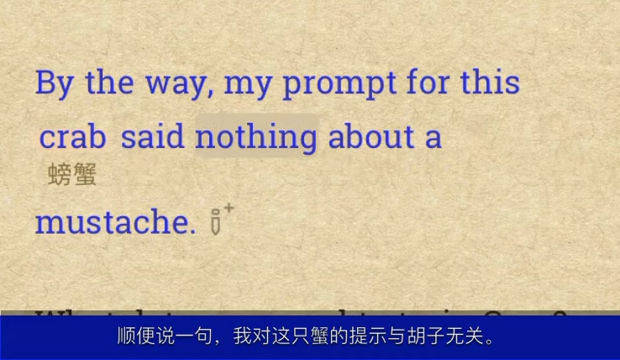 By the way, my prompt for this
crab said nothing about a
螃蟹
mustache.
顺便说一句，我对这只蟹的提示与胡子无关。